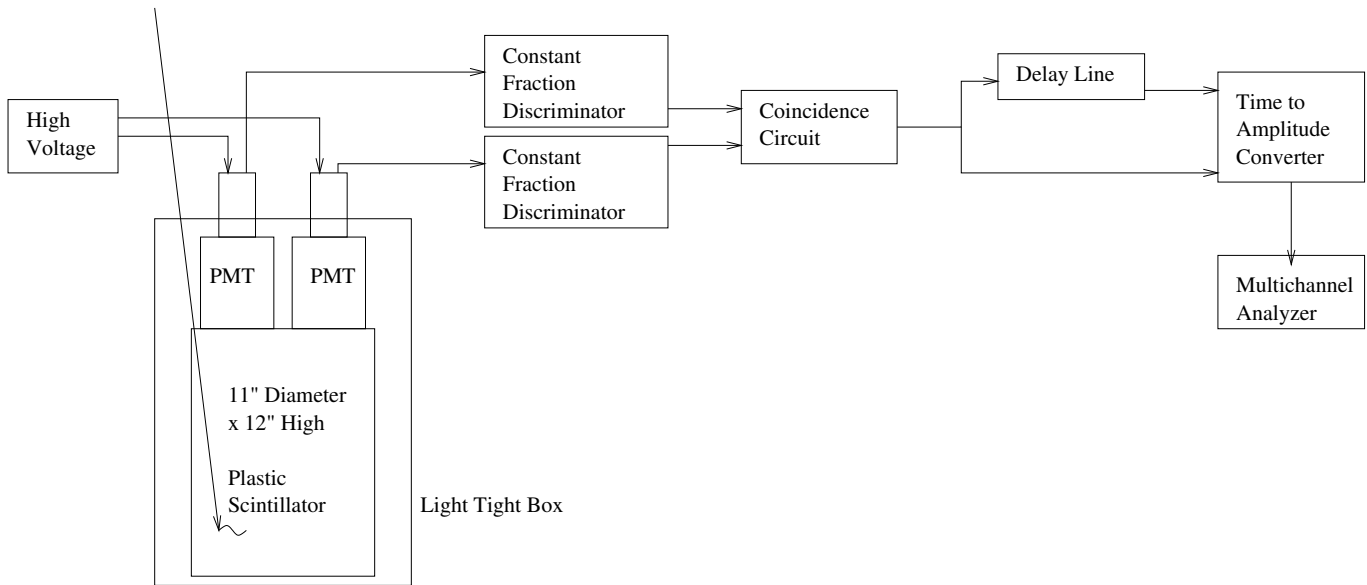 High
Voltage
Constant
Fraction
Discriminator
Constant
Fraction
Discriminator
Coincidence
Circuit
Delay Line
Time to
Amplitude
Converter
Multichannel
Analyzer
PMT
PMT
11" Diameter
x 12" High
Plastic
Scintillator
Light Tight Box